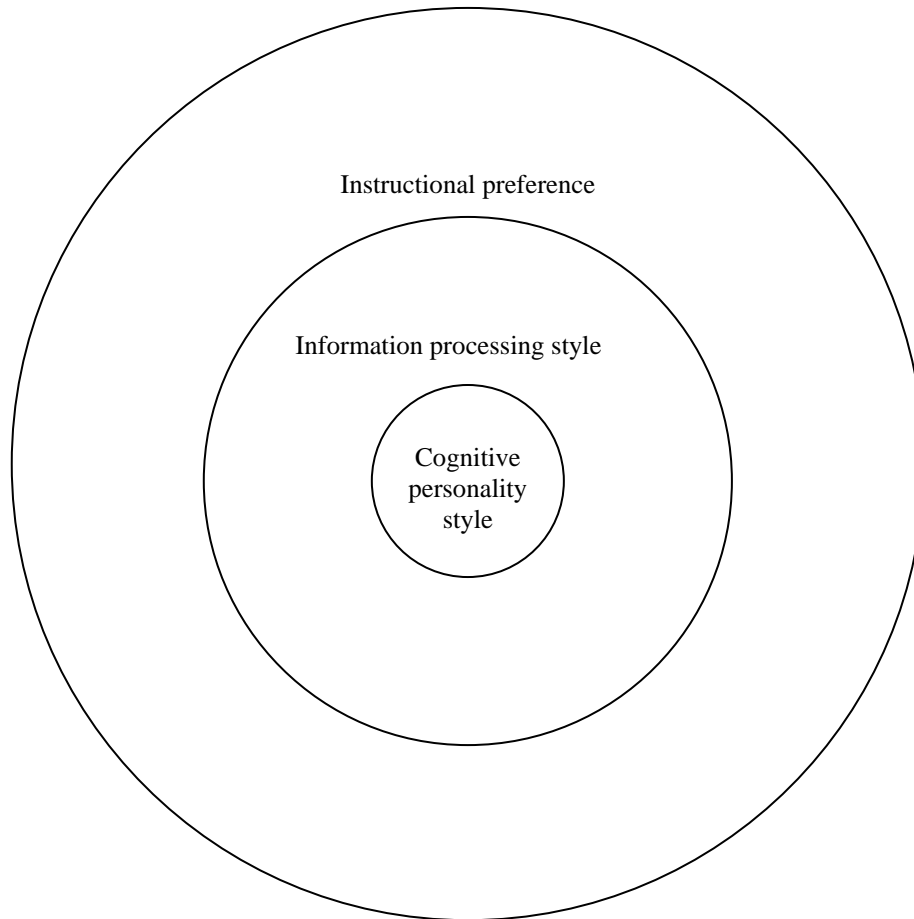 Instructional preference
Information processing style
Cognitive
personality
style